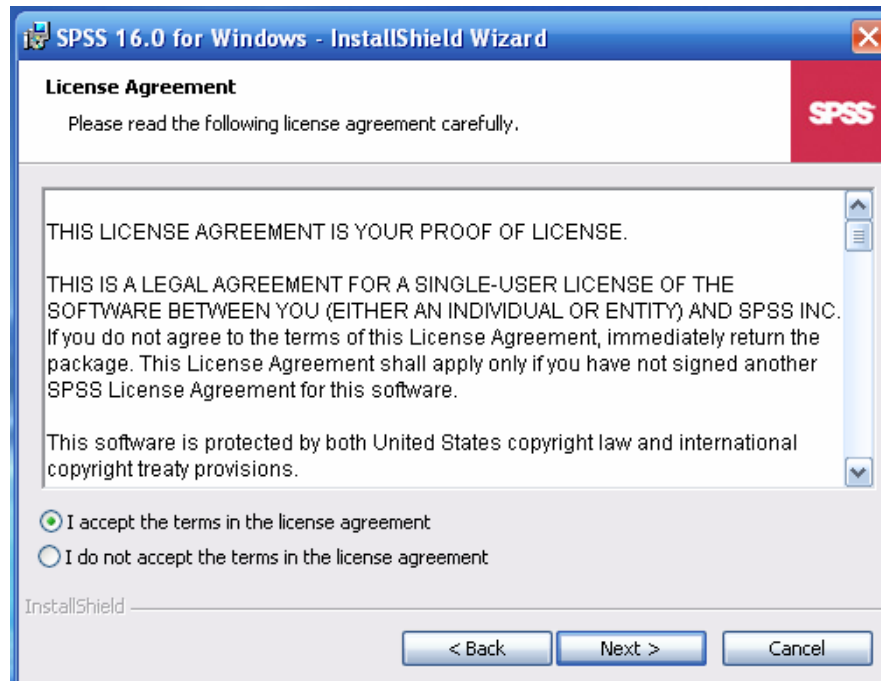 SPSS 16.0 for Windows - InstallShield Wizard
License Agreement
Please read the following license agreement carefully.
SPSS
THIS LICENSE AGREEMENT IS YOUR PROOF OF LICENSE.
THIS IS A LEGAL AGREEMENT FOR A SINGLE-USER LICENSE OF THE
SOFTWARE BETWEEN YOU (EITHER AN INDIVIDUAL OR ENTITY) AND SPSS INC.
If you do not agree to the terms of this License Agreement, immediately return the
package. This License Agreement shall apply only if you have not signed another
SPSS License Agreement for this software.
This software is protected by both United States copyright law and international
copyright treaty provisions.
I accept the terms in the license agreement
I do not accept the terms in the license agreement
InstallShield
< Back
Next >
Cancel